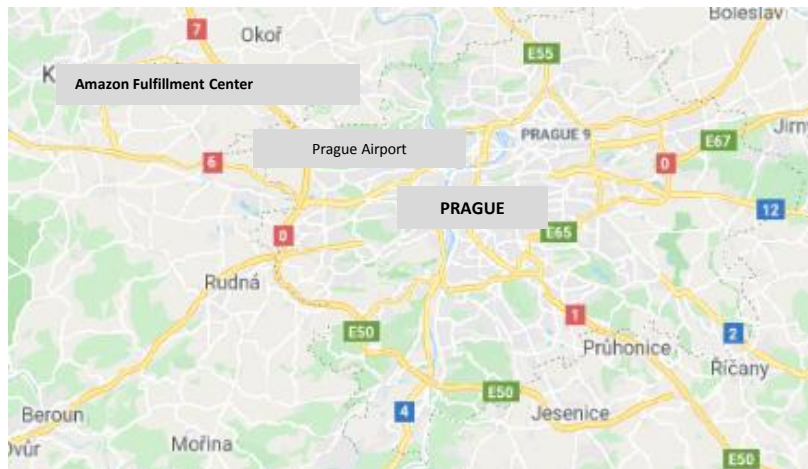 Boleslav
7
Okoř
E55
K
Amazon Fulfillment Center
PRAGUE 9
Jirny
E67
Prague Airport
6
0
PRAGUE
12
0
E65
Rudná
1
E50
2
Průhonice
Říčany
E50
4
Jesenice
Beroun
Mořina
Dvůr
E50